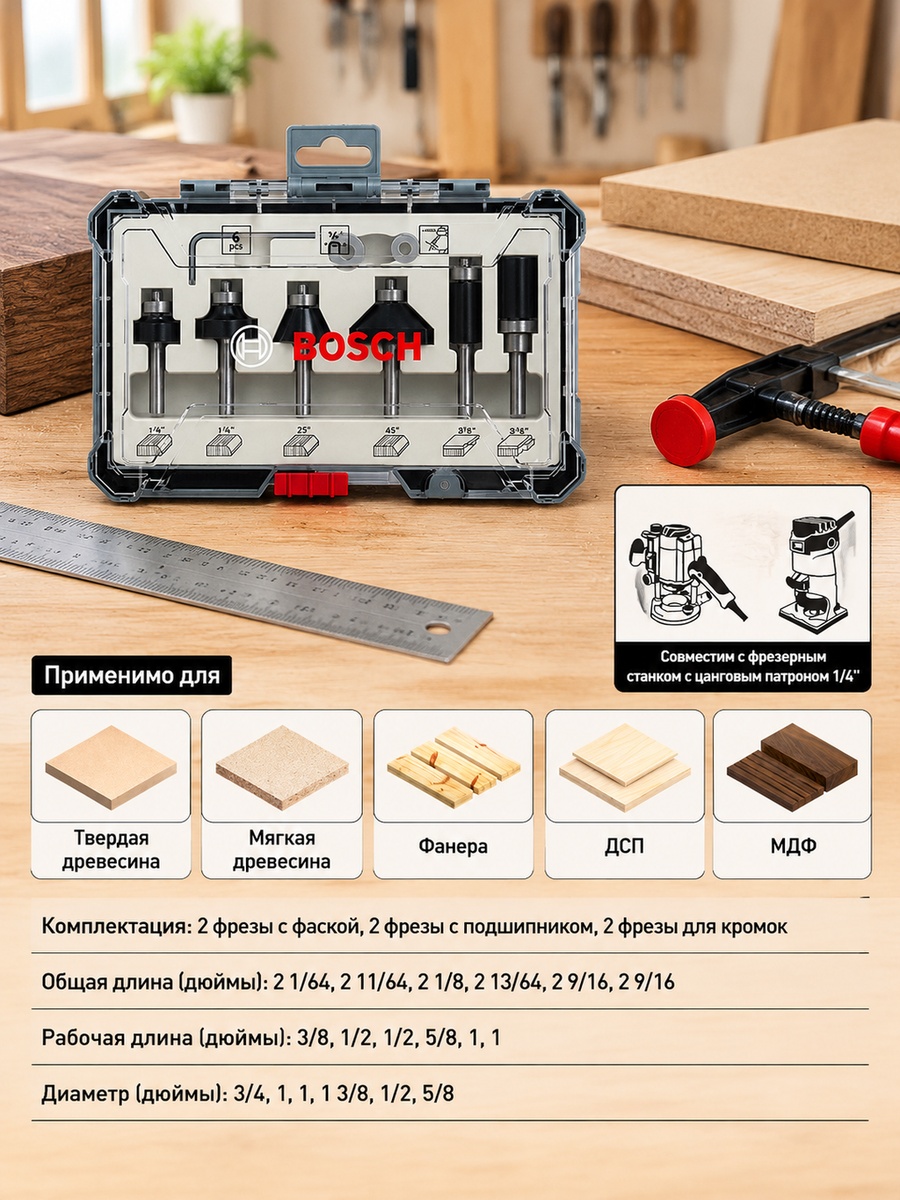 6
pcs
BOSCH
1/4"
1/4"
25°
45°
Совместим с фрезерным
станком с цанговым патроном 1/4"
Применимо для
Твердая
древесина
Мягкая
древесина
Фанера
ДСП
МДФ
Комплектация: 2 фрезы с фаской, 2 фрезы с подшипником, 2 фрезы для кромок
Общая длина (дюймы): 2 1/64, 2 11/64, 2 1/8, 2 13/64, 2 9/16, 2 9/16
Рабочая длина (дюймы): 3/8, 1/2, 1/2, 5/8, 1, 1
Диаметр (дюймы): 3/4, 1, 1, 1 3/8, 1/2, 5/8